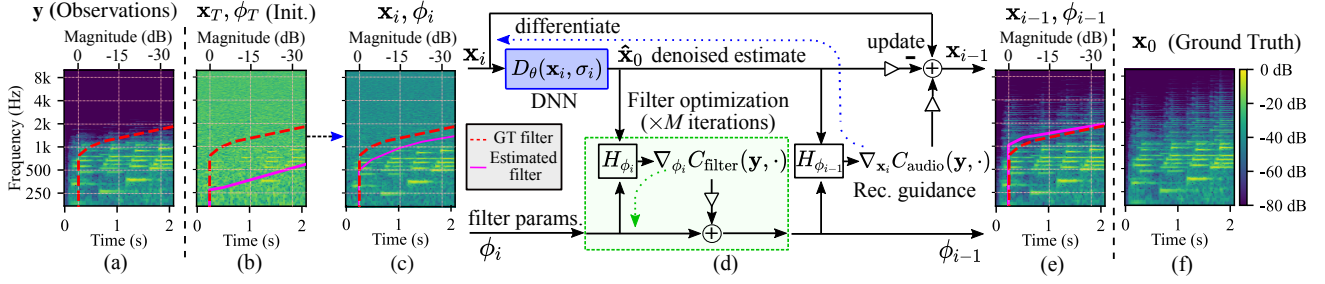 y (Observations)
Magnitude (dB)
0 -30
8k
4k
2k
1k
500
250
Frequency (Hz)
0 1 2
Time (s)
(a)
x_T, ϕ_T (Init.)
Magnitude (dB)
0 -30
0 1 2
Time (s)
(b)
x_i, ϕ_i
Magnitude (dB)
0 -30
0 1 2
Time (s)
(c)
GT filter
Estimated
filter
differentiate
x_i
D_θ(x_i, σ_i)
DNN
x̂_0 denoised estimate
update
-
+
x_{i-1}
Filter optimization
(×M iterations)
H_{ϕ_i}
∇_{ϕ_i} C_filter(y, ·)
H_{ϕ_{i-1}}
∇_{x_i} C_audio(y, ·)
Rec. guidance
filter params
ϕ_i
+
ϕ_{i-1}
(d)
x_{i-1}, ϕ_{i-1}
Magnitude (dB)
0 -30
0 1 2
Time (s)
(e)
x_0 (Ground Truth)
0 1 2
Time (s)
(f)
0 dB
-20 dB
-40 dB
-60 dB
-80 dB